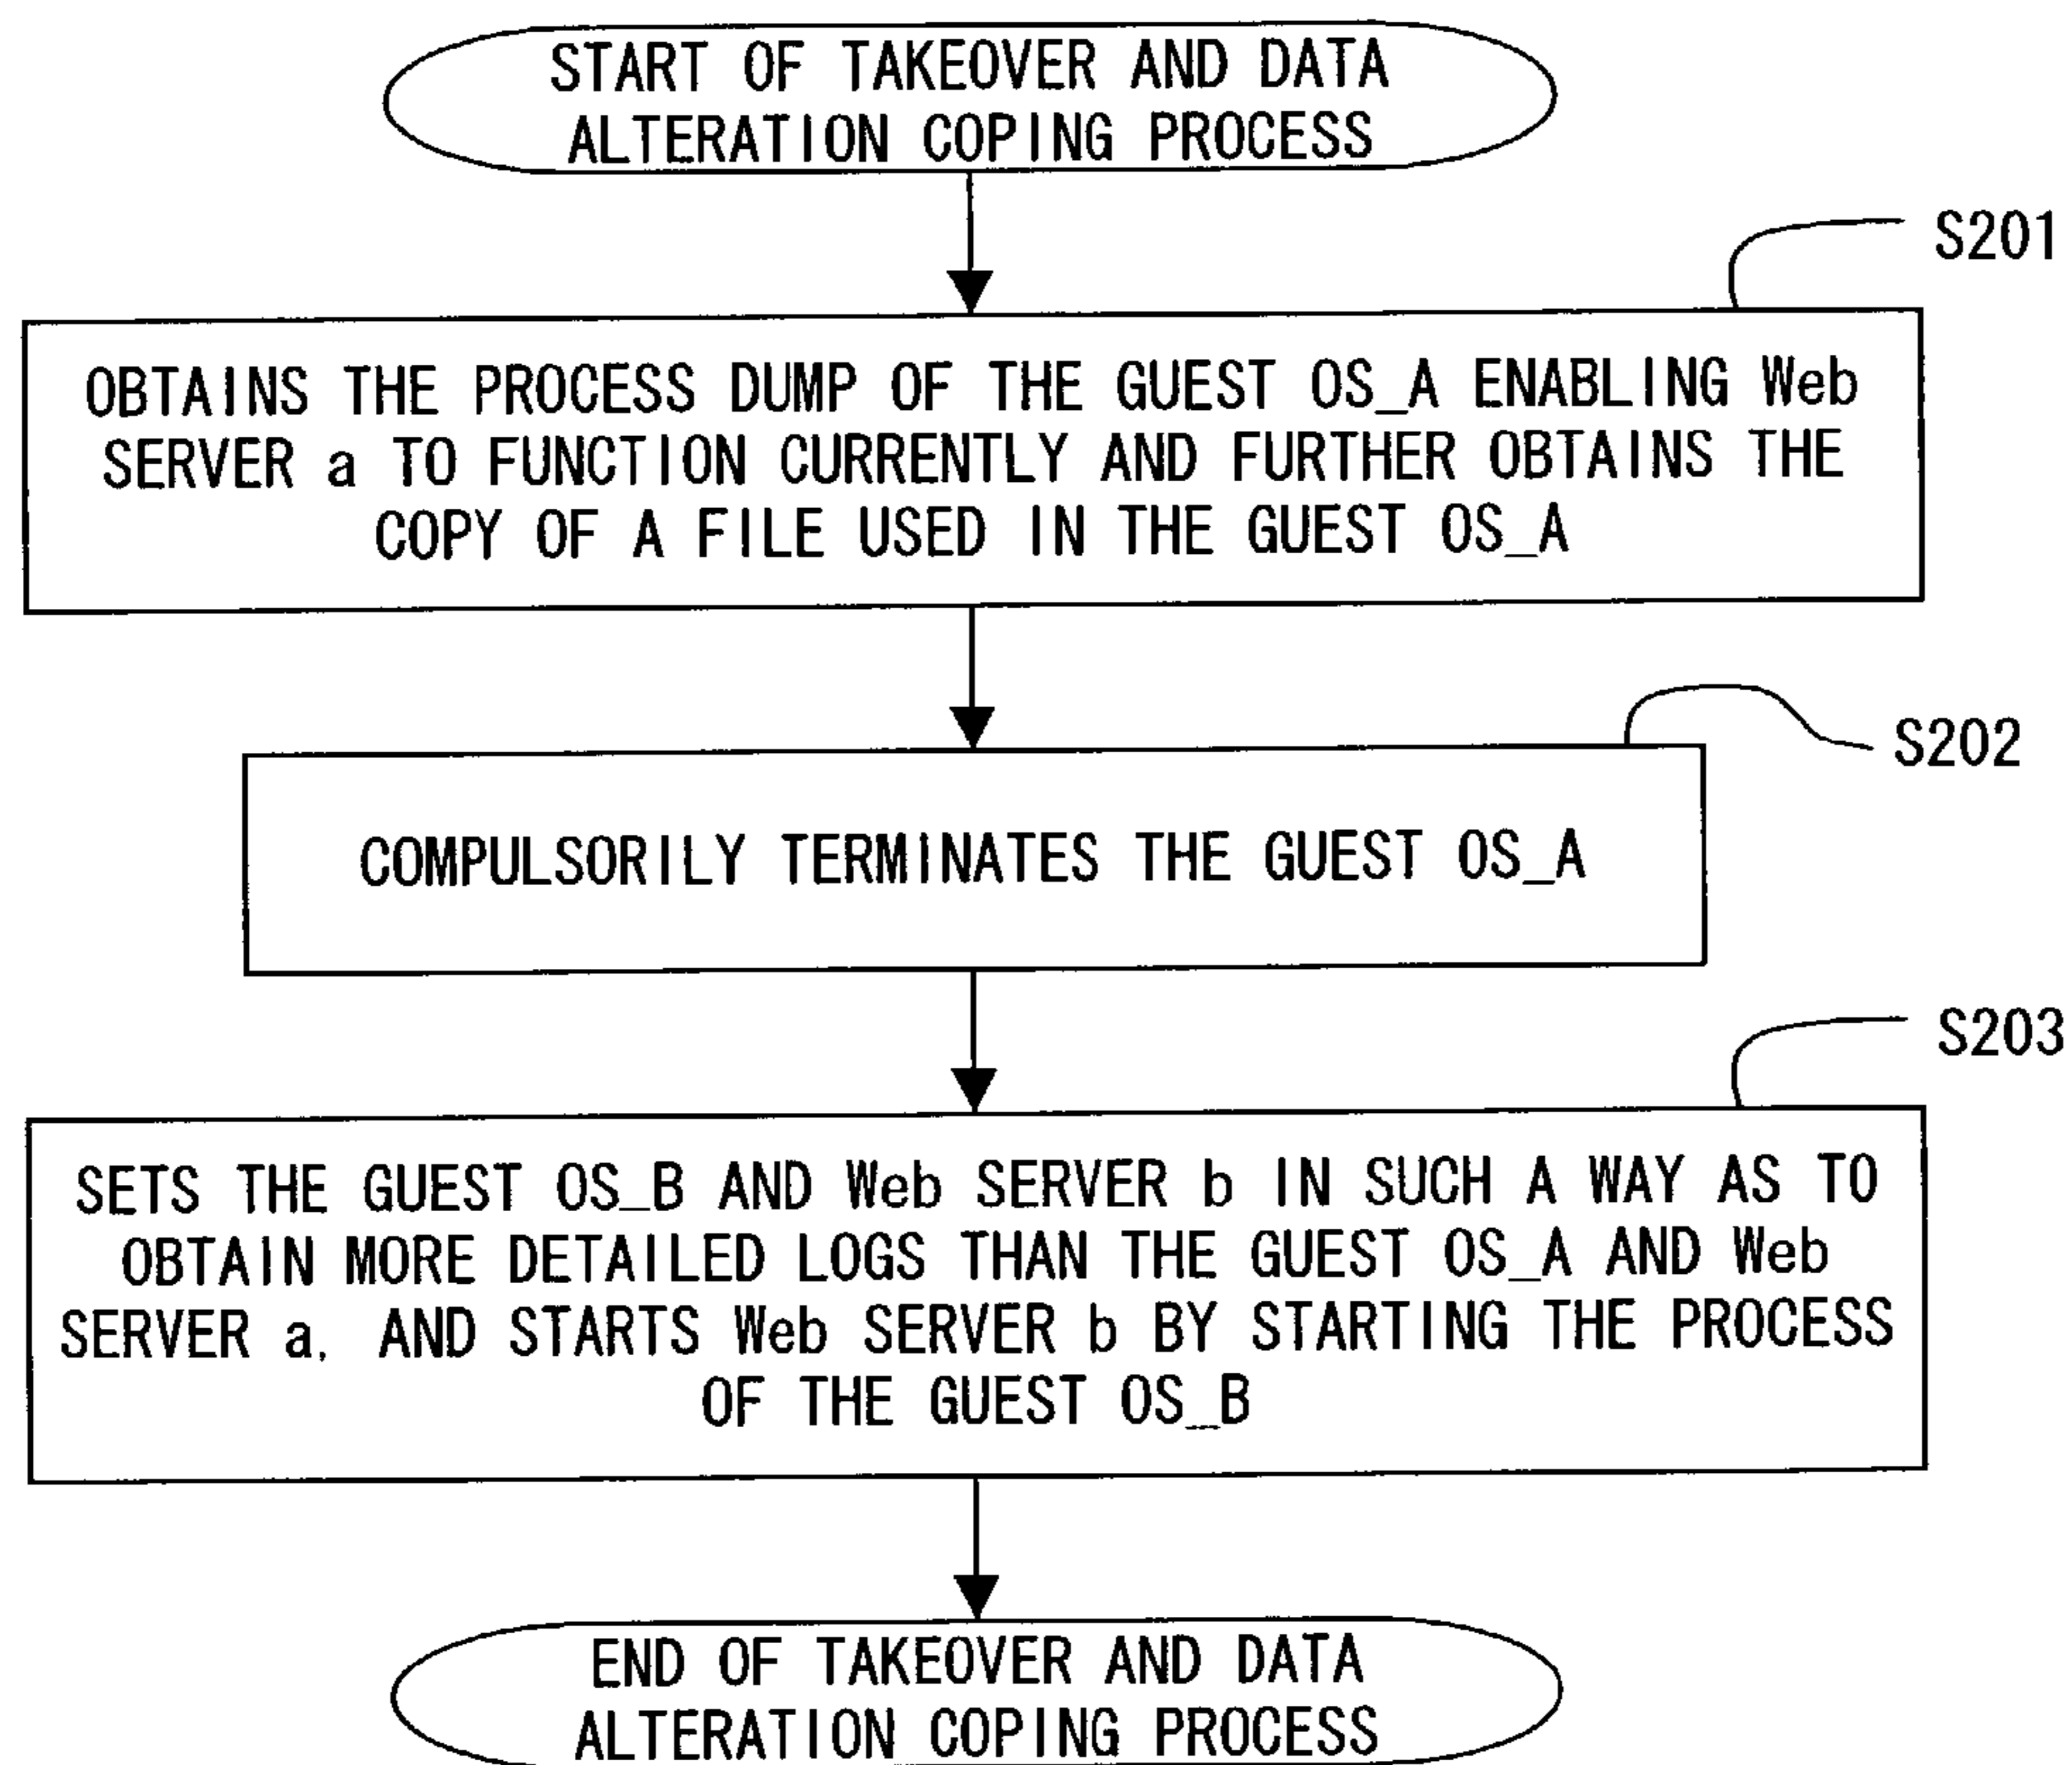 START OF TAKEOVER AND DATA
ALTERATION COPING PROCESS
S201
OBTAINS THE PROCESS DUMP OF THE GUEST OS_A ENABLING Web
SERVER a TO FUNCTION CURRENTLY AND FURTHER OBTAINS THE
COPY OF A FILE USED IN THE GUEST OS_A
S202
COMPULSORILY TERMINATES THE GUEST OS_A
S203
SETS THE GUEST OS_B AND Web SERVER b IN SUCH A WAY AS TO
OBTAIN MORE DETAILED LOGS THAN THE GUEST OS_A AND Web
SERVER a, AND STARTS Web SERVER b BY STARTING THE PROCESS
OF THE GUEST OS_B
END OF TAKEOVER AND DATA
ALTERATION COPING PROCESS